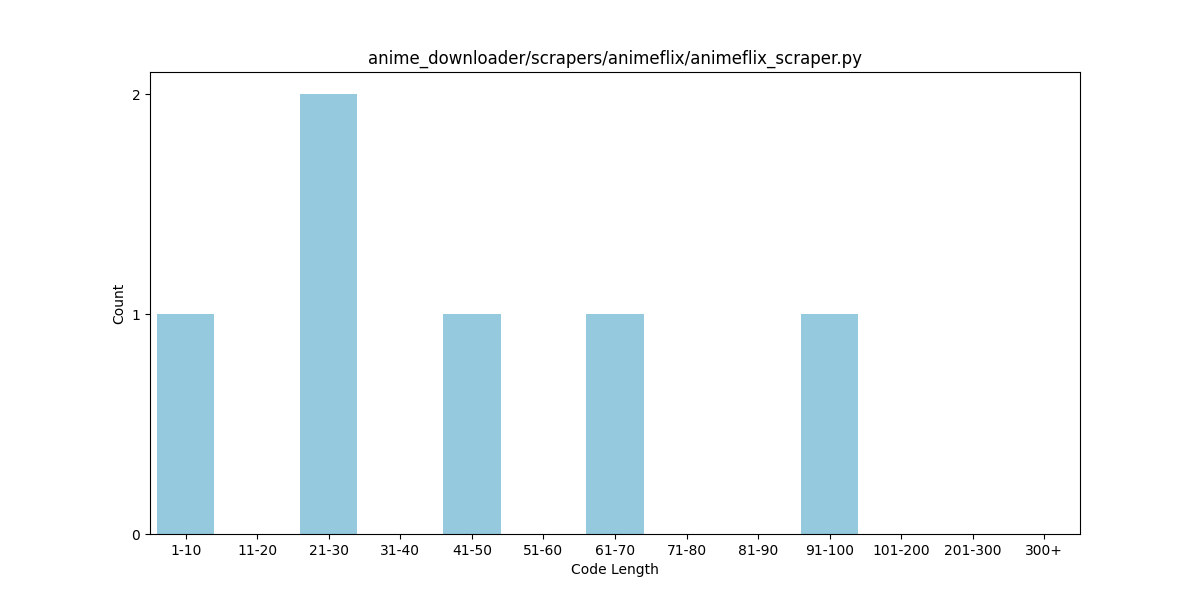 anime_downloader/scrapers/animeflix/animeflix_scraper.py
Count
2
1
0
1-10 11-20 21-30 31-40 41-50 51-60 61-70 71-80 81-90 91-100 101-200 201-300 300+
Code Length